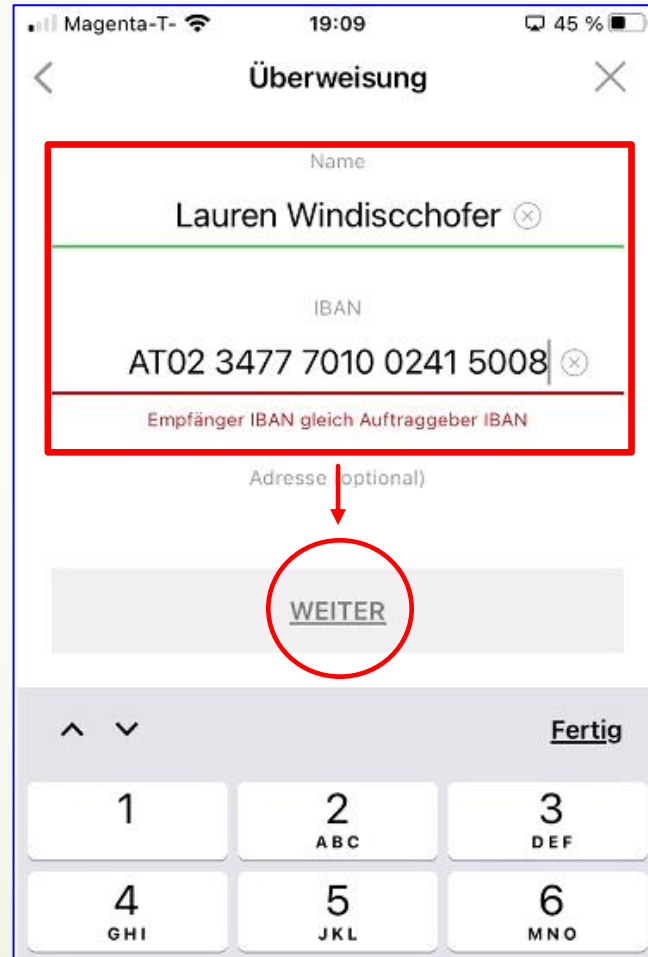 Magenta-T- 19:09 45 %
Überweisung
Name
Lauren Windiscchofer
IBAN
AT02 3477 7010 0241 5008
Empfänger IBAN gleich Auftraggeber IBAN
Adresse (optional)
WEITER
Fertig
1 2 3
ABC DEF
4 5 6
GHI JKL MNO